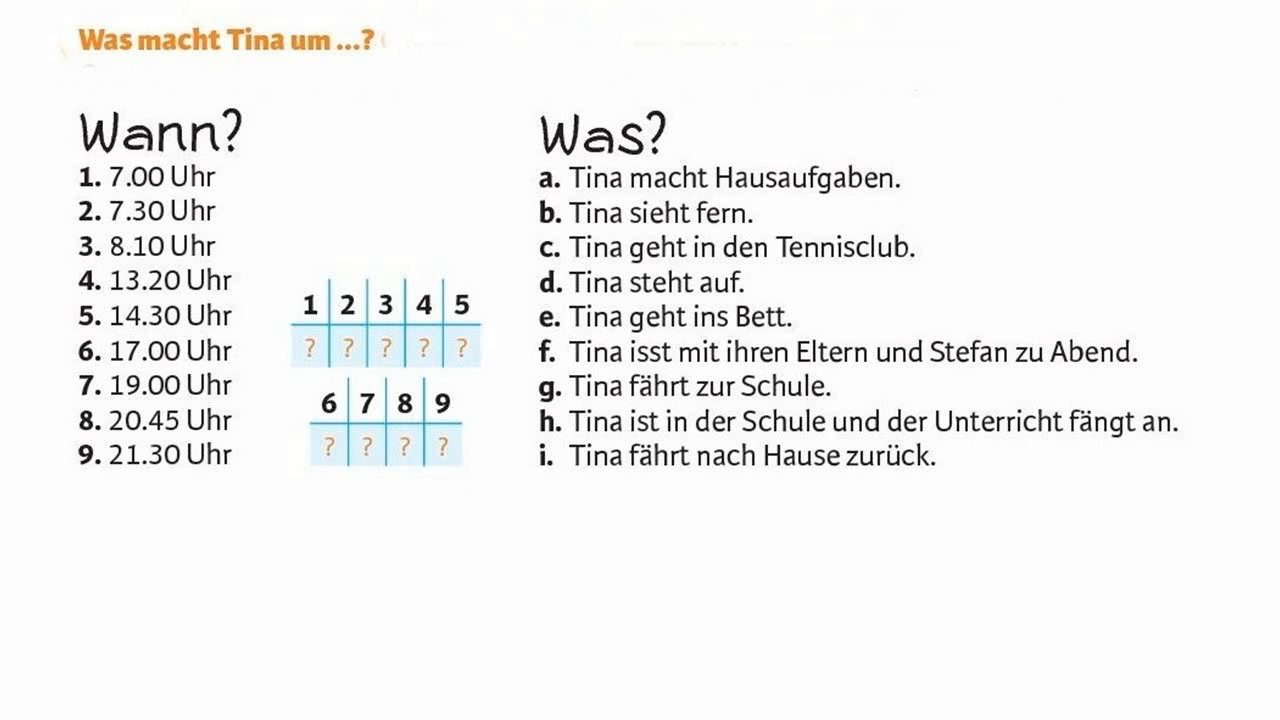 Was macht Tina um ...?
Wann?
1. 7.00 Uhr
2. 7.30 Uhr
3. 8.10 Uhr
4. 13.20 Uhr
5. 14.30 Uhr
6. 17.00 Uhr
7. 19.00 Uhr
8. 20.45 Uhr
9. 21.30 Uhr
1 2 3 4 5
? ? ? ? ?
6 7 8 9
? ? ? ?
Was?
a. Tina macht Hausaufgaben.
b. Tina sieht fern.
c. Tina geht in den Tennisclub.
d. Tina steht auf.
e. Tina geht ins Bett.
f. Tina isst mit ihren Eltern und Stefan zu Abend.
g. Tina fährt zur Schule.
h. Tina ist in der Schule und der Unterricht fängt an.
i. Tina fährt nach Hause zurück.